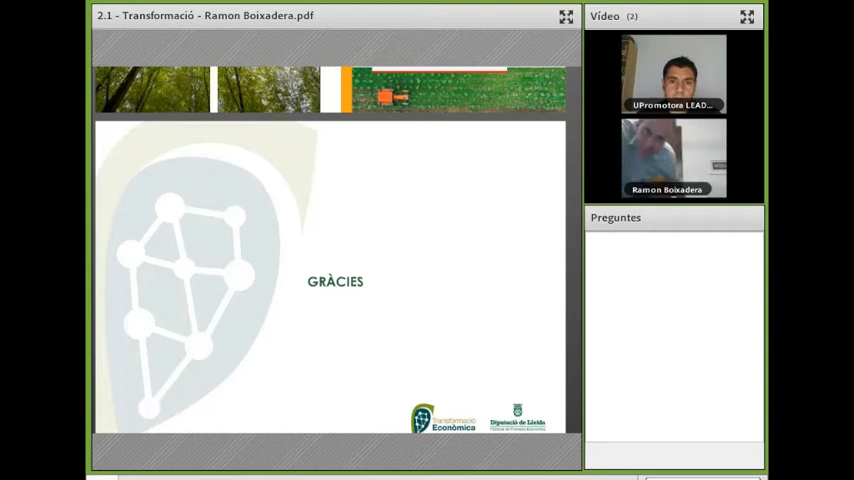 2.1 - Transformació - Ramon Boixadera.pdf
Vídeo (2)
UPromotora LEAD...
Ramon Boixadera
Preguntes
GRÀCIES
Transformació
Econòmica
Diputació de Lleida